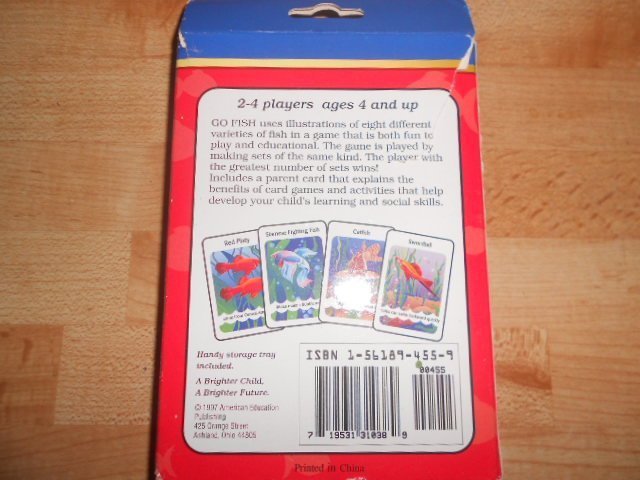 2-4 players ages 4 and up
GO FISH uses illustrations of eight different
varieties of fish in a game that is both fun to
play and educational. The game is played by
making sets of the same kind. The player with
the greatest number of sets wins!
Includes a parent card that explains the
benefits of card games and activities that help
develop your child's learning and social skills.
Red Platy
Siamese Fighting Fish
Catfish
Swordtail
Handy storage tray
included.
A Brighter Child,
A Brighter Future.
© 1997 American Education
Publishing
425 Orange Street
Ashland, Ohio 44805
ISBN 1-56189-455-9
00455
7 19531 31038 9
Printed in China